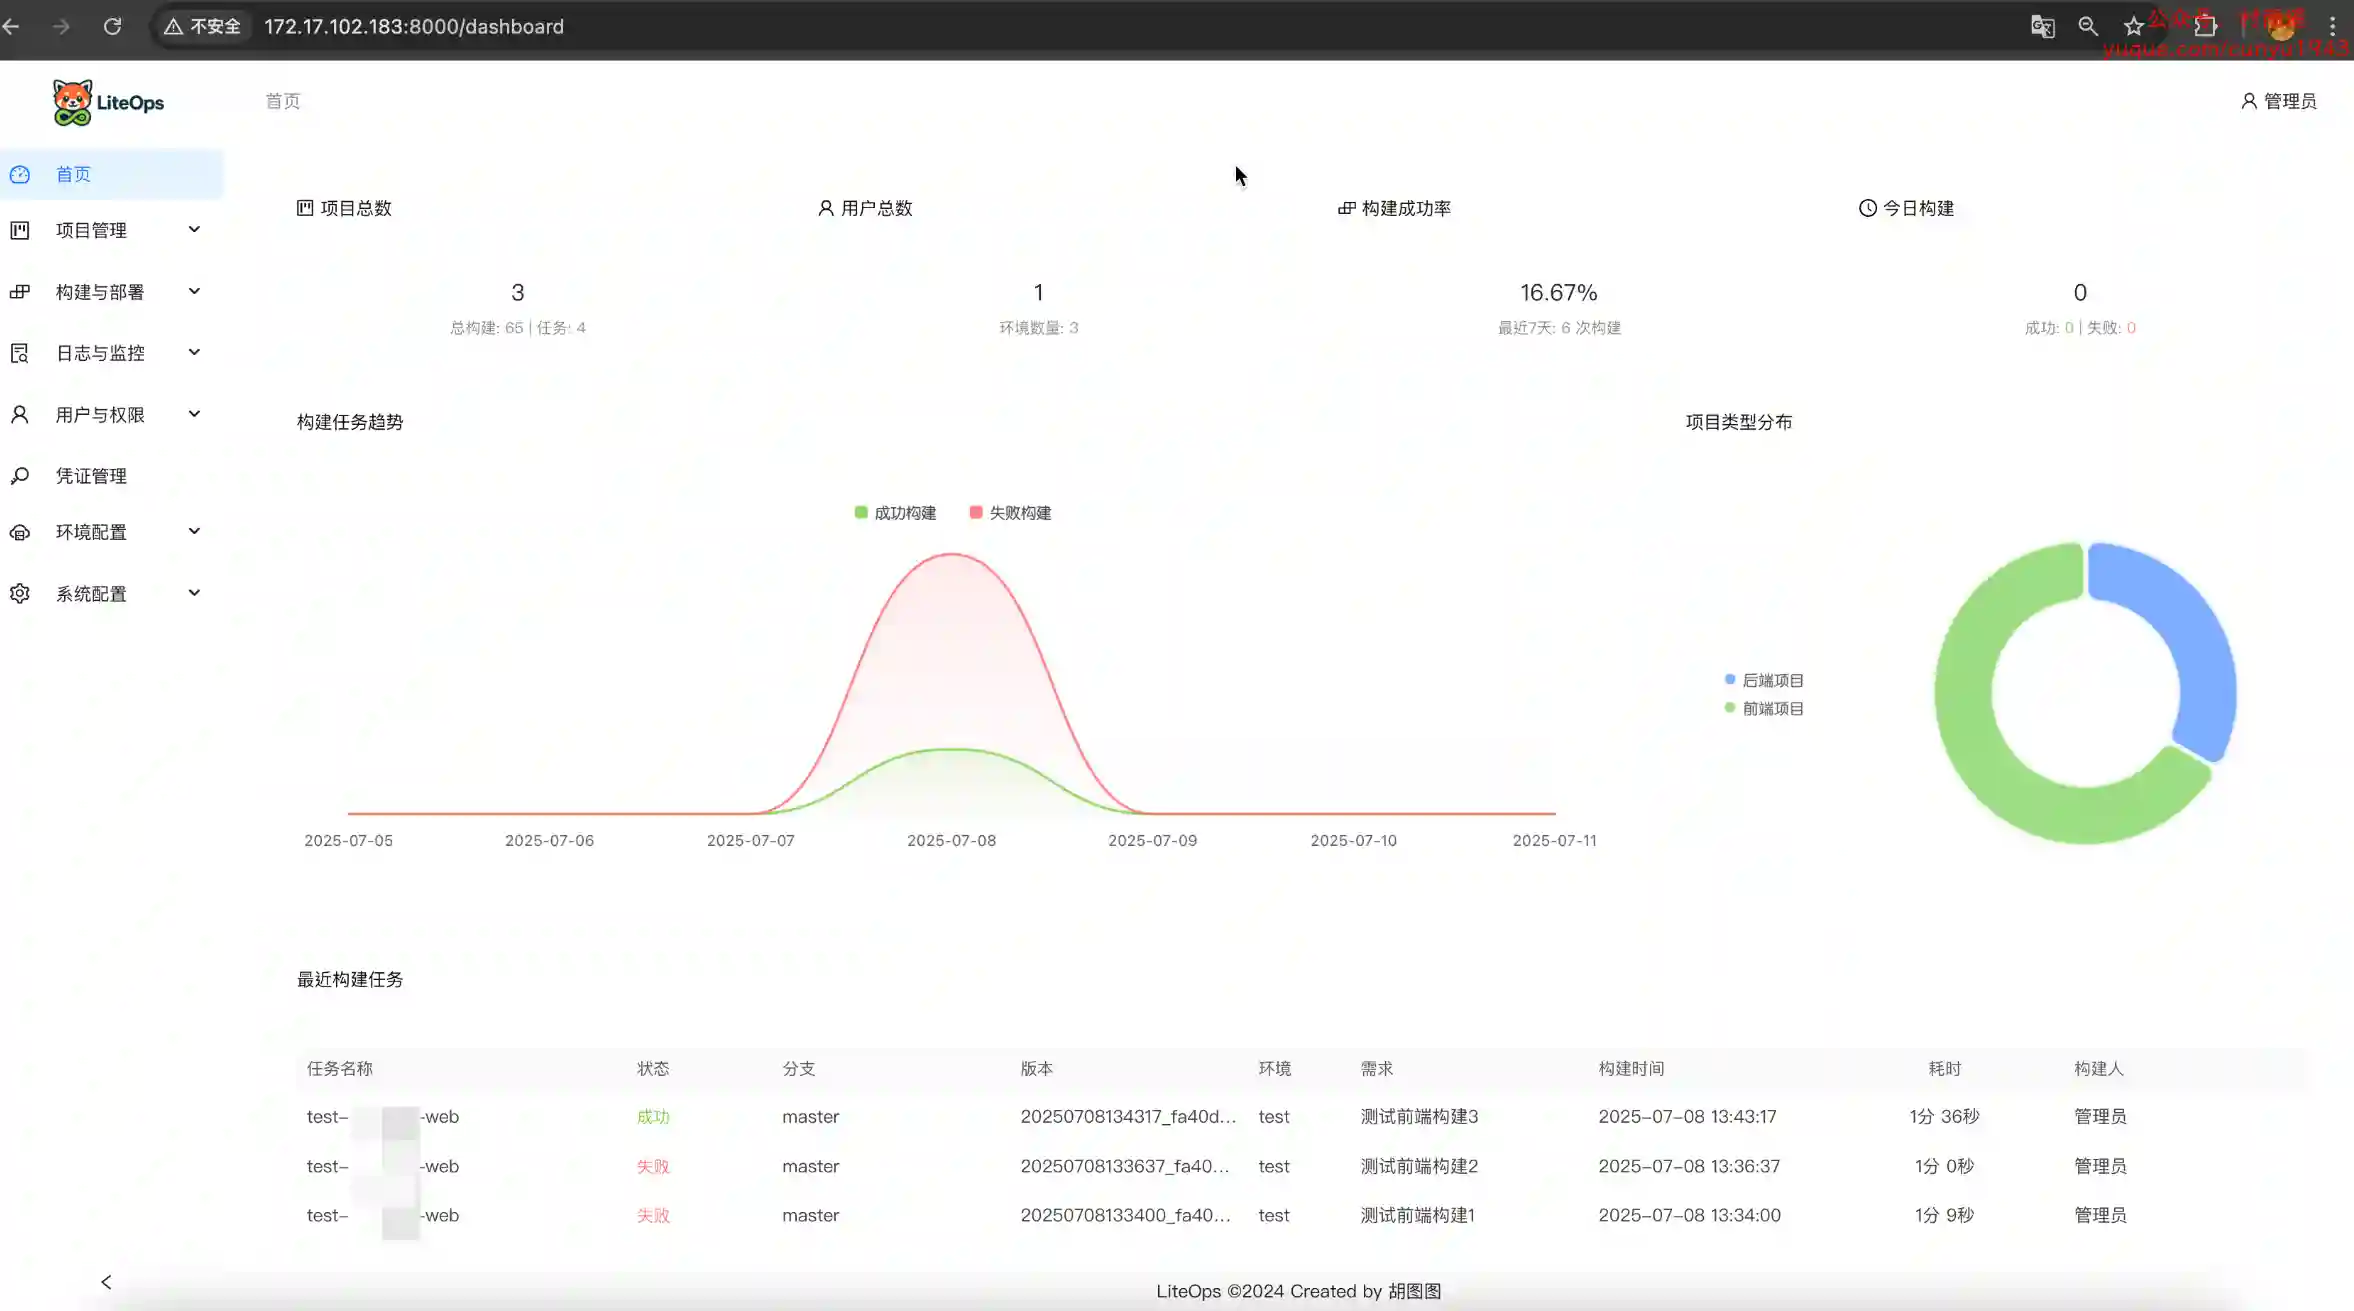 不安全 172.17.102.183:8000/dashboard
yuque.com/cunyu1943
LiteOps 首页 管理员
首页
项目管理
构建与部署
日志与监控
用户与权限
凭证管理
环境配置
系统配置
项目总数 用户总数 构建成功率 今日构建
3 1 16.67% 0
总构建: 65 | 任务: 4 环境数量: 3 最近7天: 6 次构建 成功: 0 | 失败: 0
构建任务趋势 项目类型分布
成功构建 失败构建
后端项目
前端项目
2025-07-05 2025-07-06 2025-07-07 2025-07-08 2025-07-09 2025-07-10 2025-07-11
最近构建任务
任务名称 状态 分支 版本 环境 需求 构建时间 耗时 构建人
test- -web 成功 master 20250708134317_fa40d... test 测试前端构建3 2025-07-08 13:43:17 1分 36秒 管理员
test- -web 失败 master 20250708133637_fa40... test 测试前端构建2 2025-07-08 13:36:37 1分 0秒 管理员
test- -web 失败 master 20250708133400_fa40... test 测试前端构建1 2025-07-08 13:34:00 1分 9秒 管理员
LiteOps ©2024 Created by 胡图图